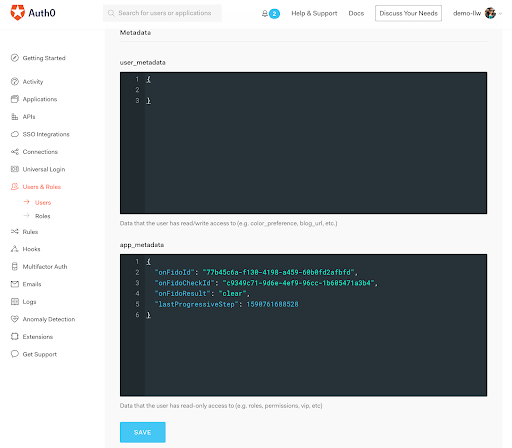 Auth0
Search for users or applications
2
Help & Support
Docs
Discuss Your Needs
demo-llw
Getting Started
Activity
Applications
APIs
SSO Integrations
Connections
Universal Login
Users & Roles
Users
Roles
Rules
Hooks
Multifactor Auth
Emails
Logs
Anomaly Detection
Extensions
Get Support
Metadata
user_metadata
1 {
2
3 }
Data that the user has read/write access to (e.g. color_preference, blog_url, etc.)
app_metadata
1 {
2 "onFidoId": "77b45c6a-f130-4198-a459-60b0fd2afbfd",
3 "onFidoCheckId": "c9349c71-9d6e-4ef9-96cc-1b605471a3b4",
4 "onFidoResult": "clear",
5 "lastProgressiveStep": 1590761688528
6 }
Data that the user has read-only access to (e.g. roles, permissions, vip, etc)
SAVE